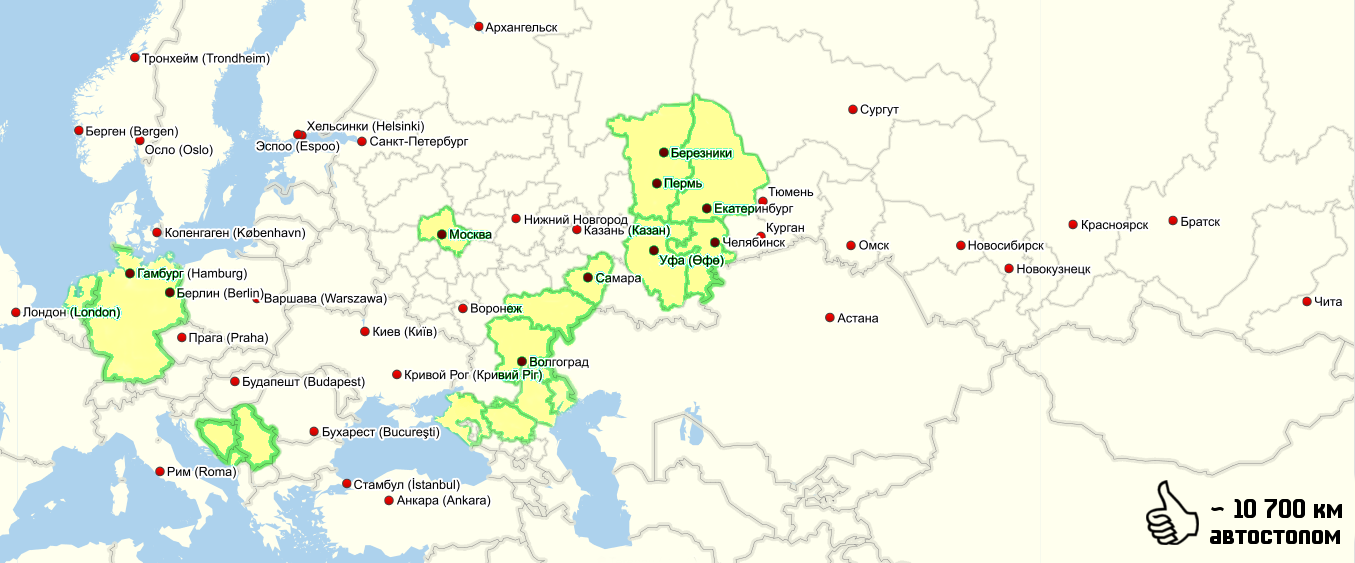 Архангельск
Тронхейм (Trondheim)
Сургут
Хельсинки (Helsinki)
Берген (Bergen)
Санкт-Петербург
Эспоо (Espoo)
Осло (Oslo)
Березники
Пермь
Тюмень
Екатеринбург
Нижний Новгород
Братск
Красноярск
Курган
Казань (Казан)
Копенгаген (København)
Москва
Челябинск
Омск
Новосибирск
Уфа (Өфө)
Новокузнецк
Гамбург (Hamburg)
Самара
Берлин (Berlin)
Варшава (Warszawa)
Чита
Воронеж
Лондон (London)
Астана
Киев (Київ)
Прага (Praha)
Волгоград
Кривой Рог (Кривий Ріг)
Будапешт (Budapest)
Бухарест (Bucureşti)
Рим (Roma)
Стамбул (İstanbul)
Анкара (Ankara)
~ 10 700 км
автостопом